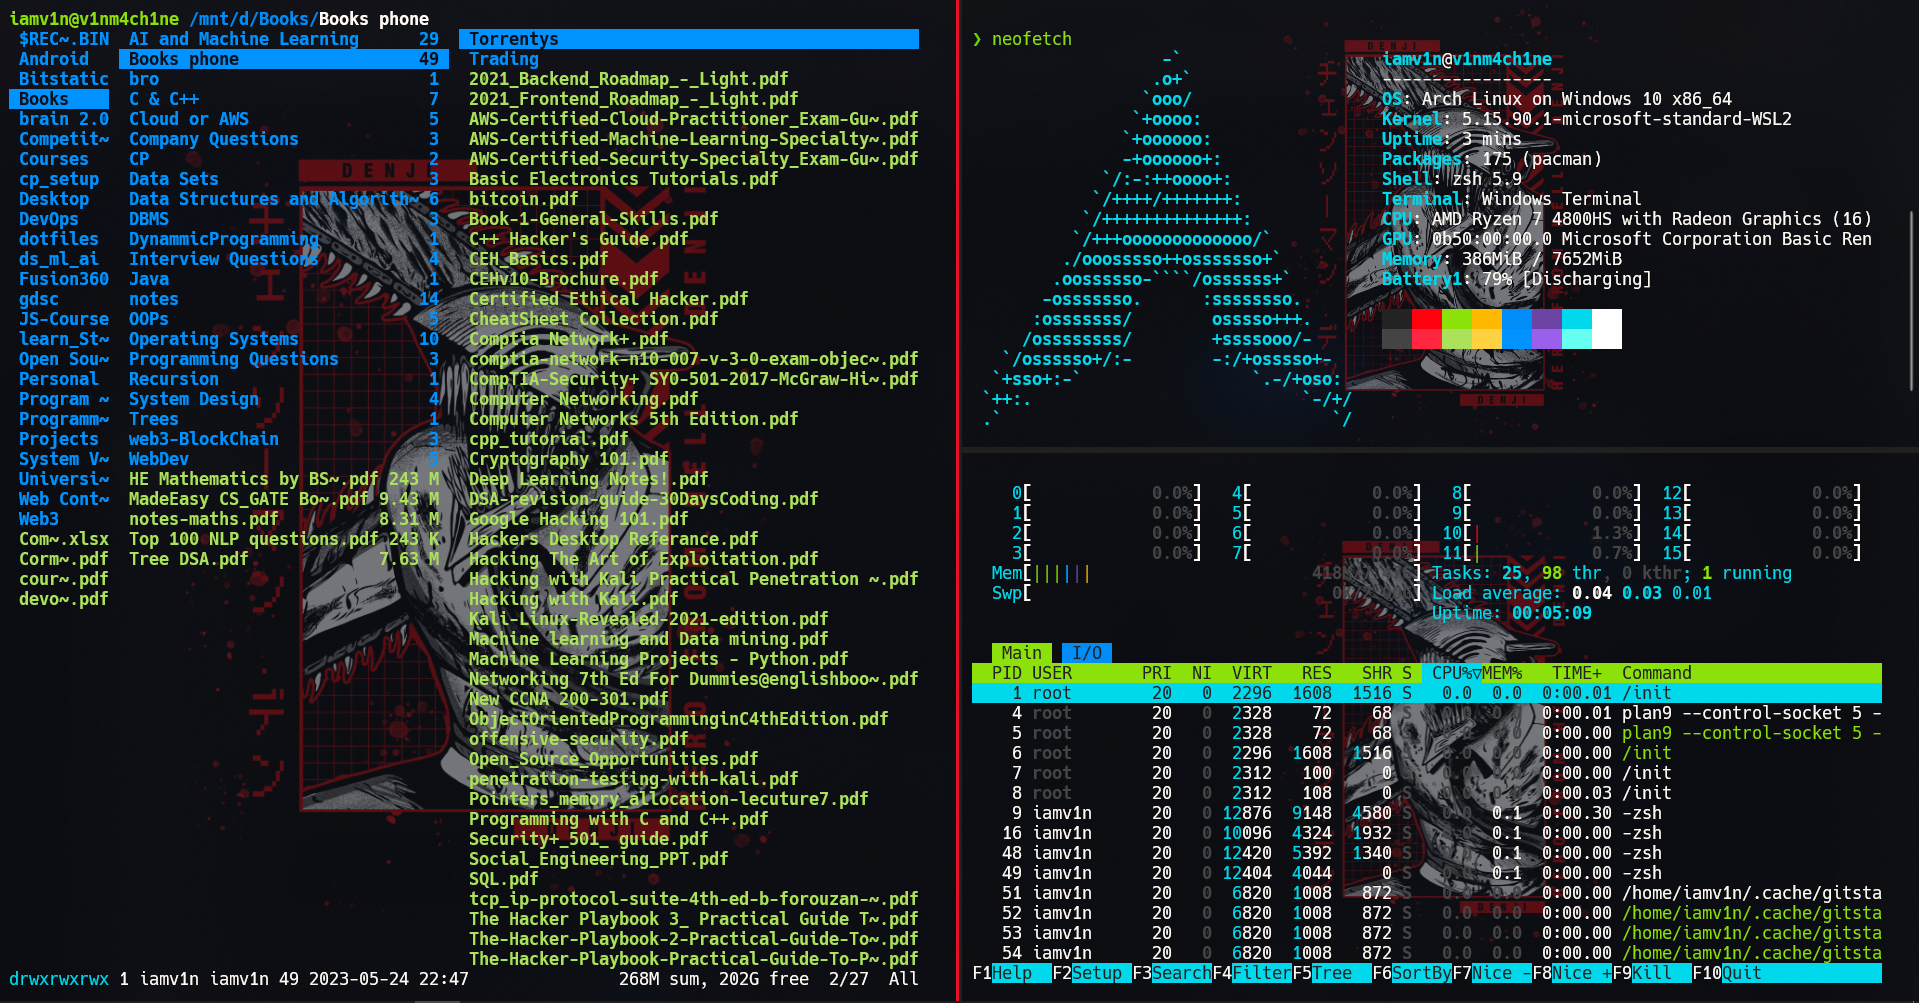 iamv1n@v1nm4ch1ne /mnt/d/Books/Books phone
$REC~.BIN AI and Machine Learning 29 Torrentys
Android Books phone 49 Trading
Bitstatic bro 1 2021_Backend_Roadmap_-_Light.pdf
Books C & C++ 7 2021_Frontend_Roadmap_-_Light.pdf
brain 2.0 Cloud or AWS 5 AWS-Certified-Cloud-Practitioner_Exam-Gu~.pdf
Competit~ Company Questions 3 AWS-Certified-Machine-Learning-Specialty~.pdf
Courses CP 2 AWS-Certified-Security-Specialty_Exam-Gu~.pdf
cp_setup Data Sets 3 Basic Electronics Tutorials.pdf
Desktop Data Structures and Algorith~ 6 bitcoin.pdf
DevOps DBMS 3 Book-1-General-Skills.pdf
dotfiles DynammicProgramming 1 C++ Hacker's Guide.pdf
ds_ml_ai Interview Questions 4 CEH_Basics.pdf
Fusion360 Java 1 CEHv10-Brochure.pdf
gdsc notes 14 Certified Ethical Hacker.pdf
JS-Course OOPs 5 CheatSheet Collection.pdf
learn_St~ Operating Systems 10 Comptia Network+.pdf
Open Sou~ Programming Questions 3 comptia-network-n10-007-v-3-0-exam-objec~.pdf
Personal Recursion 1 CompTIA-Security+ SY0-501-2017-McGraw-Hi~.pdf
Program ~ System Design 4 Computer Networking.pdf
Programm~ Trees 1 Computer Networks 5th Edition.pdf
Projects web3-BlockChain 3 cpp_tutorial.pdf
System V~ WebDev Cryptography 101.pdf
Universi~ HE Mathematics by BS~.pdf 243 M Deep Learning Notes!.pdf
Web Cont~ MadeEasy CS_GATE Bo~.pdf 9.43 M DSA-revision-guide-30DaysCoding.pdf
Web3 notes-maths.pdf 8.31 M Google Hacking 101.pdf
Com~.xlsx Top 100 NLP questions.pdf 243 K Hackers Desktop Referance.pdf
Corm~.pdf Tree DSA.pdf 7.63 M Hacking The Art of Exploitation.pdf
cour~.pdf Hacking with Kali Practical Penetration ~.pdf
devo~.pdf Hacking with Kali.pdf
Kali-Linux-Revealed-2021-edition.pdf
Machine learning and Data mining.pdf
Machine Learning Projects - Python.pdf
Networking 7th Ed For Dummies@englishboo~.pdf
New CCNA 200-301.pdf
ObjectOrientedProgramminginC4thEdition.pdf
offensive-security.pdf
Open_Source_Opportunities.pdf
penetration-testing-with-kali.pdf
Pointers_memory_allocation-lecuture7.pdf
Programming with C and C++.pdf
Security+_501_ guide.pdf
Social_Engineering_PPT.pdf
SQL.pdf
tcp_ip-protocol-suite-4th-ed-b-forouzan-~.pdf
The Hacker Playbook 3_ Practical Guide T~.pdf
The-Hacker-Playbook-2-Practical-Guide-To~.pdf
The-Hacker-Playbook-Practical-Guide-To-P~.pdf
drwxrwxrwx 1 iamv1n iamv1n 49 2023-05-24 22:47 268M sum, 202G free 2/27 All
DENJI
❯ neofetch
iamv1n@v1nm4ch1ne
-----------------
OS: Arch Linux on Windows 10 x86_64
Kernel: 5.15.90.1-microsoft-standard-WSL2
Uptime: 3 mins
Packages: 175 (pacman)
Shell: zsh 5.9
Terminal: Windows Terminal
CPU: AMD Ryzen 7 4800HS with Radeon Graphics (16)
GPU: 0b50:00:00.0 Microsoft Corporation Basic Ren
Memory: 386MiB / 7652MiB
Battery1: 79% [Discharging]
DENJI
DENJI
0[ 0.0%] 4[ 0.0%] 8[ 0.0%] 12[ 0.0%]
1[ 0.0%] 5[ 0.0%] 9[ 0.0%] 13[ 0.0%]
2[ 0.0%] 6[ 0.0%] 10[| 1.3%] 14[ 0.0%]
3[ 0.0%] 7[ 0.0%] 11[| 0.7%] 15[ 0.0%]
Mem[|||||| ] Tasks: 25, 98 thr, 0 kthr; 1 running
Swp[ ] Load average: 0.04 0.03 0.01
Uptime: 00:05:09
Main I/O
PID USER PRI NI VIRT RES SHR S CPU%▽MEM% TIME+ Command
1 root 20 0 2296 1608 1516 S 0.0 0.0 0:00.01 /init
4 root 20 0 2328 72 68 S 0:00.01 plan9 --control-socket 5 -
5 root 20 0 2328 72 68 S 0:00.00 plan9 --control-socket 5 -
6 root 20 0 2296 1608 1516 S 0:00.00 /init
7 root 20 0 2312 100 0 S 0:00.00 /init
8 root 20 0 2312 108 0 S 0:00.03 /init
9 iamv1n 20 0 12876 9148 4580 S 0.0 0.1 0:00.30 -zsh
16 iamv1n 20 0 10096 4324 1932 S 0.0 0.1 0:00.00 -zsh
48 iamv1n 20 0 12420 5392 1340 S 0.0 0.1 0:00.00 -zsh
49 iamv1n 20 0 12404 4044 0 S 0.0 0.1 0:00.00 -zsh
51 iamv1n 20 0 6820 1008 872 S 0.0 0.0 0:00.00 /home/iamv1n/.cache/gitsta
52 iamv1n 20 0 6820 1008 872 S 0.0 0.0 0:00.00 /home/iamv1n/.cache/gitsta
53 iamv1n 20 0 6820 1008 872 S 0.0 0.0 0:00.00 /home/iamv1n/.cache/gitsta
54 iamv1n 20 0 6820 1008 872 S 0.0 0.0 0:00.00 /home/iamv1n/.cache/gitsta
F1Help F2Setup F3SearchF4FilterF5Tree F6SortByF7Nice -F8Nice +F9Kill F10Quit